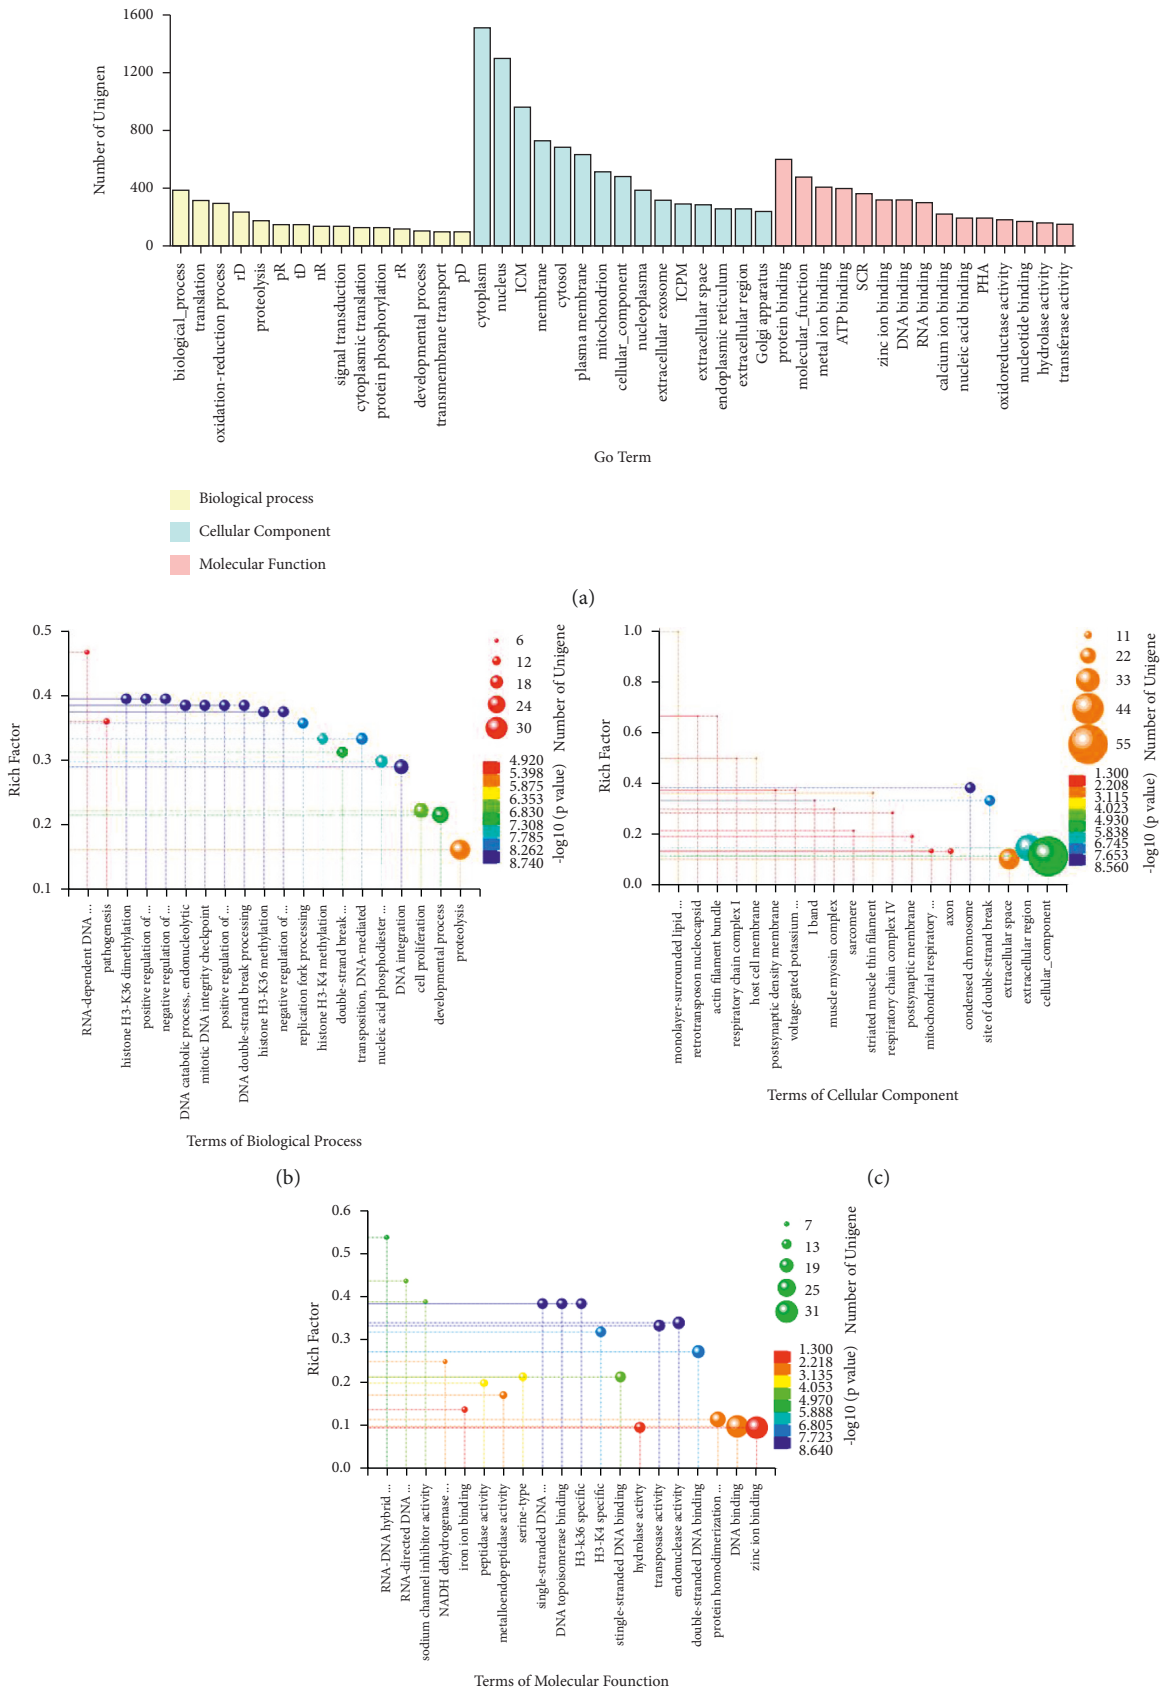 1600
1200
800
400
0
Number of Unignen
biological_process
translation
oxidation-reduction process
rD
proteolysis
pR
tD
nR
signal transduction
cytoplasmic translation
protein phosphorylation
rR
developmental process
transmembrane transport
pD
cytoplasm
nucleus
ICM
membrane
cytosol
plasma membrane
mitochondrion
cellular_component
nucleoplasma
extracellular exosome
ICPM
extracellular space
endoplasmic reticulum
extracellular region
Golgi apparatus
protein binding
molecular_function
metal ion binding
ATP binding
SCR
zinc ion binding
DNA binding
RNA binding
calcium ion binding
nucleic acid binding
PHA
oxidoreductase activity
nucleotide binding
hydrolase activity
transferase activity
Go Term
Biological process
Cellular Component
Molecular Function
(a)
0.5
0.4
0.3
0.2
0.1
Rich Factor
RNA-dependent DNA ...
pathogenesis
histone H3-K36 dimethylation
positive regulation of ...
negative regulation of ...
DNA catabolic process,, endonucleolytic
mitotic DNA integrity checkpoint
positive regulation of ...
DNA double-strand break processing
histone H3-K36 methylation
negative regulation of ...
replication fork processing
histone H3-K4 methylation
double-strand break ...
transposition, DNA-mediated
nucleic acid phosphodiester ...
DNA integration
cell proliferation
developmental process
proteolysis
Terms of Biological Process
6
12
18
24
30
Number of Unigene
4.920
5.398
5.875
6.353
6.830
7.308
7.785
8.262
8.740
-log10 (p value)
(b)
1.0
0.8
0.6
0.4
0.2
0.0
Rich Factor
monolayer-surrounded lipid ...
retrotransposon nucleocapsid
actin filament bundle
respiratory chain complex I
host cell membrane
postsynaptic density membrane
voltage-gated potassium ...
I band
muscle myosin complex
sarcomere
striated muscle thin filament
respiratory chain complex IV
postsynaptic membrane
mitochondrial respiratory ...
axon
condensed chromosome
site of double-strand break
extracellular space
extracellular region
cellular_component
Terms of Cellular Component
11
22
33
44
55
Number of Unigene
1.300
2.208
3.115
4.023
4.930
5.838
6.745
7.653
8.560
-log10 (p value)
(c)
0.6
0.5
0.4
0.3
0.2
0.1
0.0
Rich Factor
RNA-DNA hybrid ...
RNA-directed DNA ...
sodium channel inhibitor activity
NADH dehydrogenase ...
iron ion binding
peptidase activity
metalloendopeptidase activity
serine-type
single-stranded DNA ...
DNA topoisomerase binding
H3-k36 specific
H3-K4 specific
stingle-stranded DNA binding
hydrolase activty
transposase activity
endonuclease activity
double-stranded DNA binding
protein homodimerization ...
DNA binding
zinc ion binding
Terms of Molecular Founction
7
13
19
25
31
Number of Unigene
1.300
2.218
3.135
4.053
4.970
5.888
6.805
7.723
8.640
-log10 (p value)